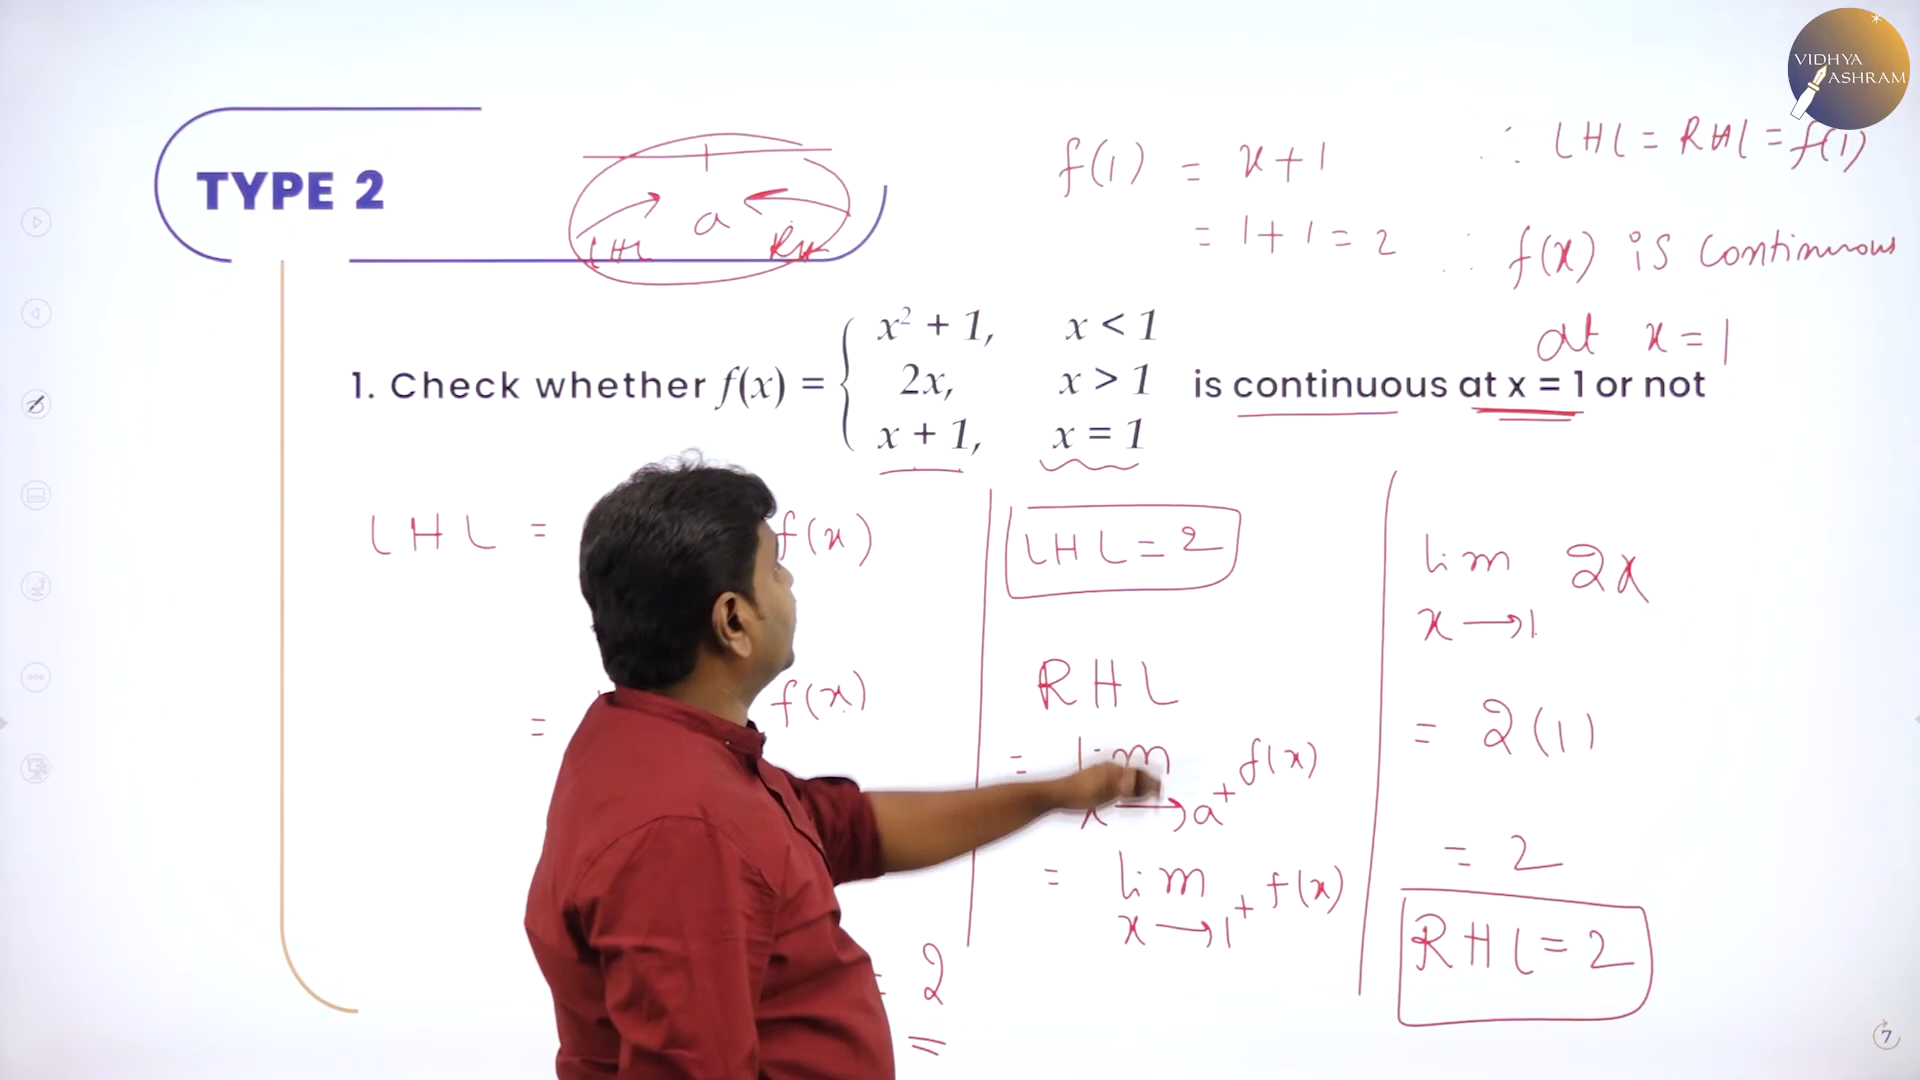 VIDHYA
ASHRAM
TYPE 2
a
LHL
f(1) = x+1
= 1+1 = 2
∴ LHL = RHL = f(1)
∴ f(x) is continuous
at x = 1
1. Check whether f(x) = { x² + 1, x < 1
2x, x > 1
x + 1, x = 1
is continuous at x = 1 or not
LHL = f(x)
= f(x)
= 2
LHL = 2
RHL
= lim f(x)
x → a⁺
= lim f(x)
x → 1⁺
lim 2x
x → 1
= 2(1)
= 2
RHL = 2
7